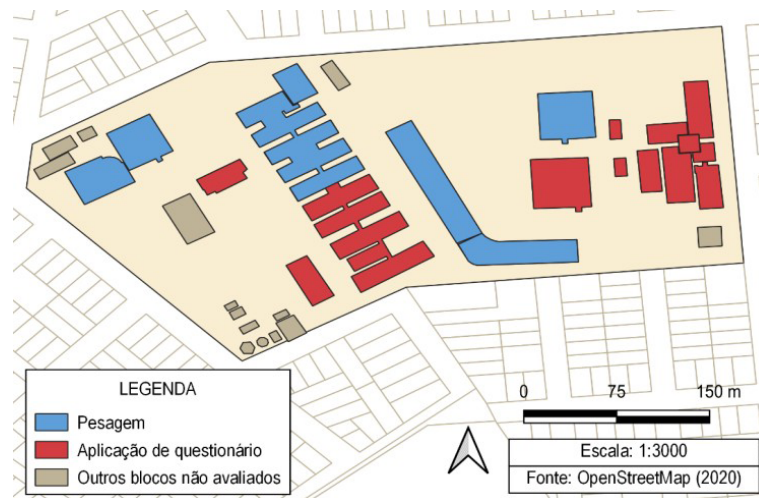 LEGENDA
Pesagem
Aplicação de questionário
Outros blocos não avaliados
0 75 150 m
Escala: 1:3000
Fonte: OpenStreetMap (2020)